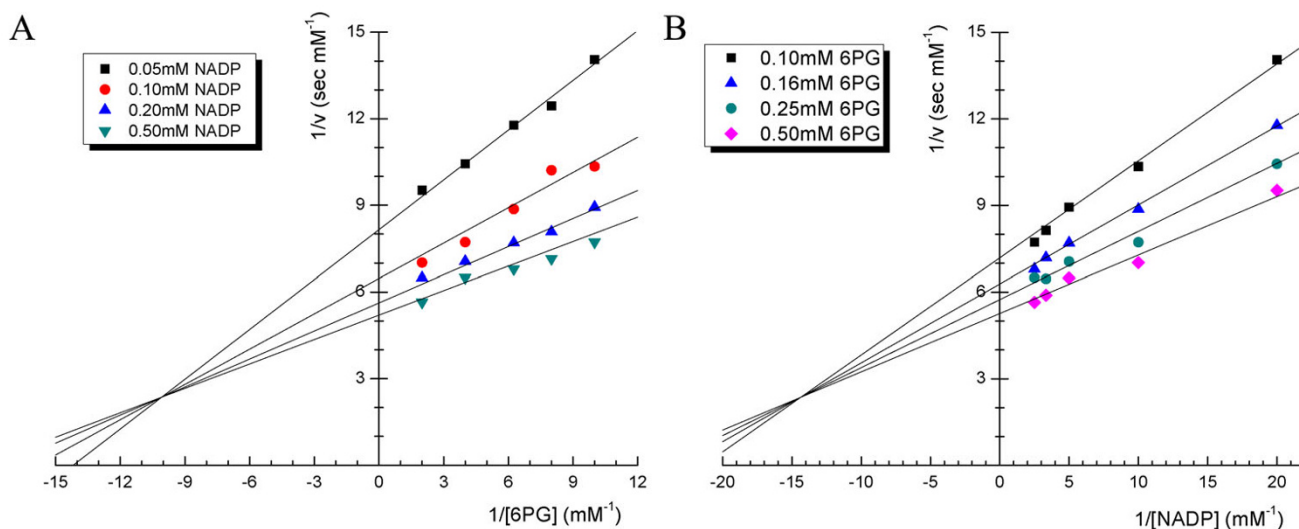 A
0.05mM NADP
0.10mM NADP
0.20mM NADP
0.50mM NADP
1/v (sec mM⁻¹)
15
12
9
6
3
-15 -12 -9 -6 -3 0 3 6 9 12
1/[6PG] (mM⁻¹)
B
0.10mM 6PG
0.16mM 6PG
0.25mM 6PG
0.50mM 6PG
1/v (sec mM⁻¹)
15
12
9
6
3
-20 -15 -10 -5 0 5 10 15 20
1/[NADP] (mM⁻¹)